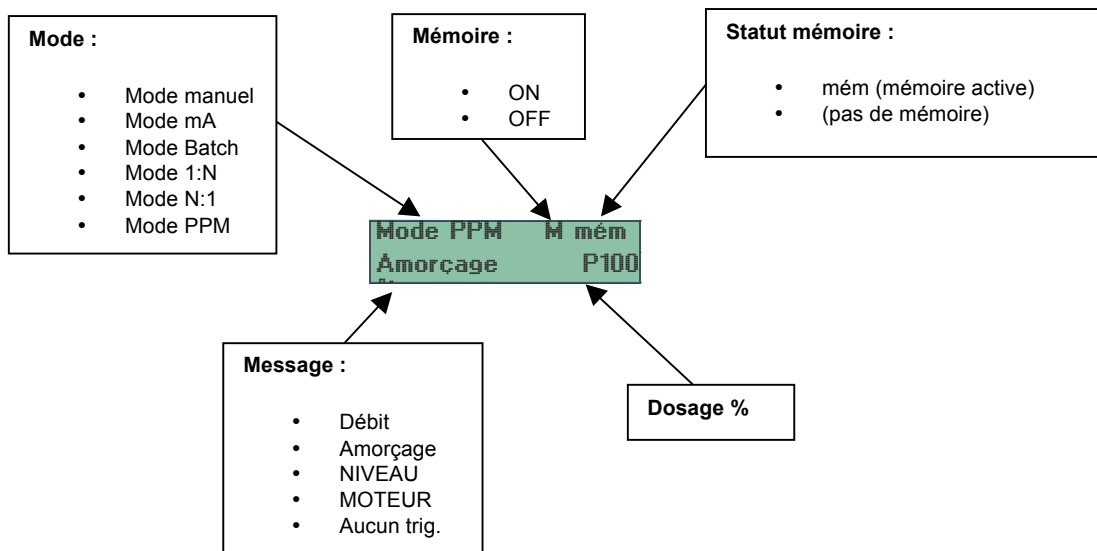 Mode :
• Mode manuel
• Mode mA
• Mode Batch
• Mode 1:N
• Mode N:1
• Mode PPM
Mémoire :
• ON
• OFF
Statut mémoire :
• mém (mémoire active)
• (pas de mémoire)
Mode PPM M mém
Amorçage P100
Message :
• Débit
• Amorçage
• NIVEAU
• MOTEUR
• Aucun trig.
Dosage %